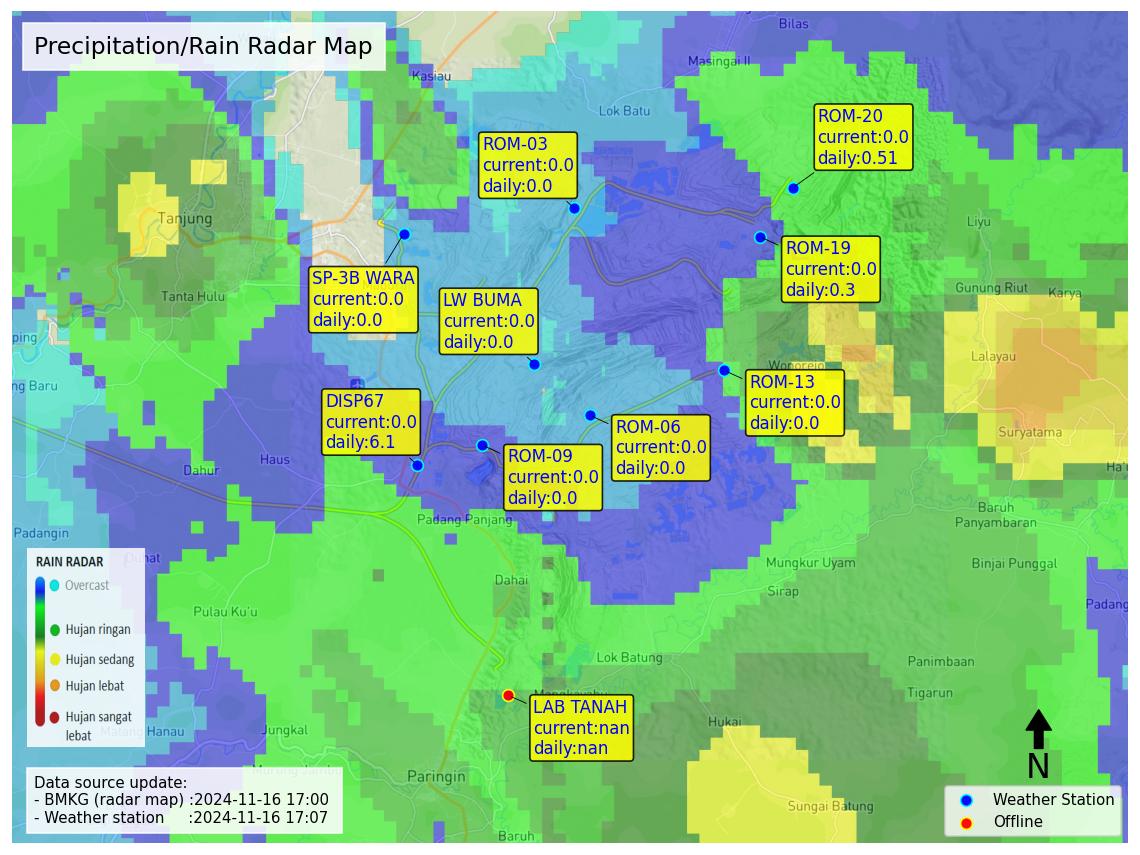 Precipitation/Rain Radar Map
Bilas
Masingai II
Kasiau
Lok Batu
ROM-20
current:0.0
daily:0.51
ROM-03
current:0.0
daily:0.0
Tanjung
Liyu
ROM-19
current:0.0
daily:0.3
SP-3B WARA
current:0.0
daily:0.0
LW BUMA
current:0.0
daily:0.0
Tanta Hulu
Gunung Riut
Karya
ping
Lalayau
Wonorejo
ng Baru
ROM-13
current:0.0
daily:0.0
DISP67
current:0.0
daily:6.1
ROM-06
current:0.0
daily:0.0
Suryatama
ROM-09
current:0.0
daily:0.0
Haus
Dahur
Ha'u
Padang Panjang
Baruh
Panyambaran
Padangin
Mungkur Uyam
Binjai Punggal
Dahai
Sirap
Padang
Pulau Ku'u
Lok Batung
Panimbaan
Tigarun
LAB TANAH
current:nan
daily:nan
Hukai
Jungkal
Hanau
Paringin
Sungai Batung
Baruh
RAIN RADAR
Overcast
Hujan ringan
Hujan sedang
Hujan lebat
Hujan sangat
lebat
Data source update:
- BMKG (radar map) :2024-11-16 17:00
- Weather station :2024-11-16 17:07
N
Weather Station
Offline